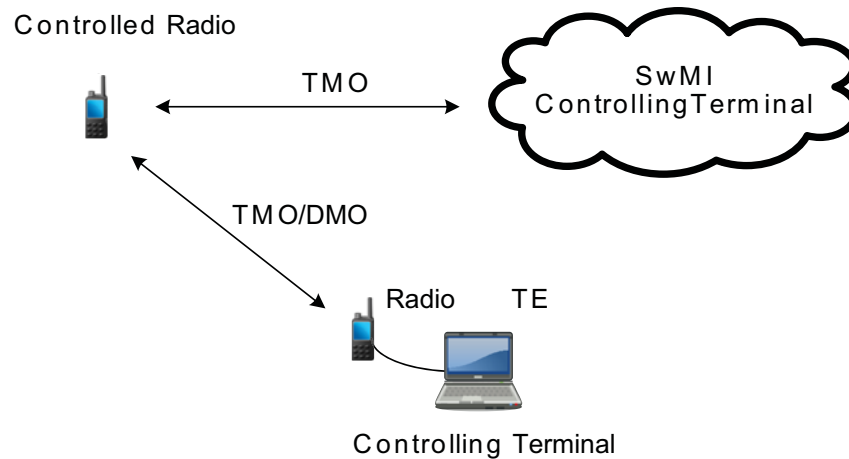 Controlled Radio
TMO
SwMI
ControllingTerminal
TMO/DMO
Radio TE
Controlling Terminal